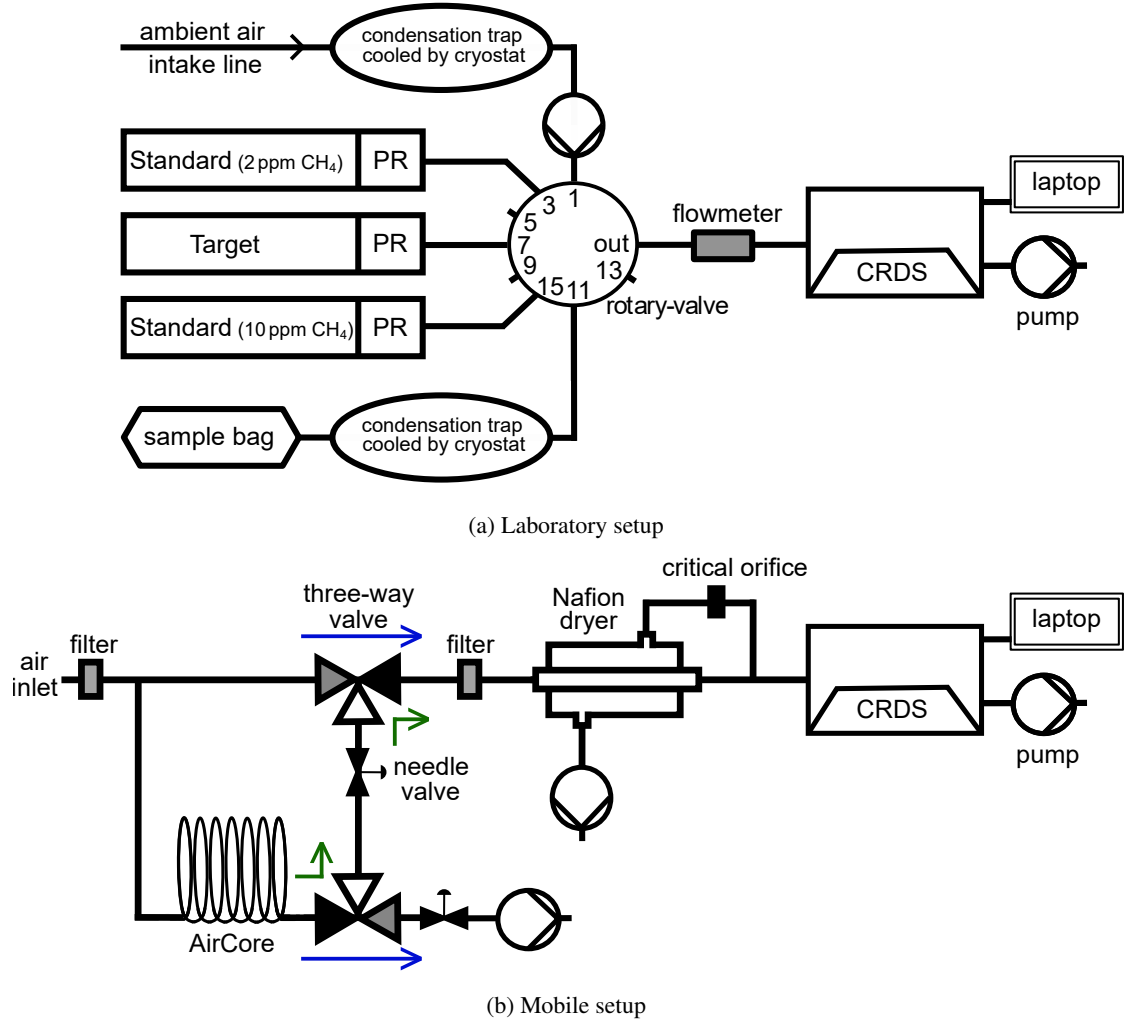 ambient air
intake line
condensation trap
cooled by cryostat
Standard (2 ppm CH₄) PR
Target PR
Standard (10 ppm CH₄) PR
1
3
5
7
9
15
11
13
out
rotary-valve
flowmeter
CRDS
laptop
pump
sample bag
condensation trap
cooled by cryostat
(a) Laboratory setup
air
inlet
filter
three-way
valve
filter
Nafion
dryer
critical orifice
needle
valve
AirCore
CRDS
laptop
pump
(b) Mobile setup